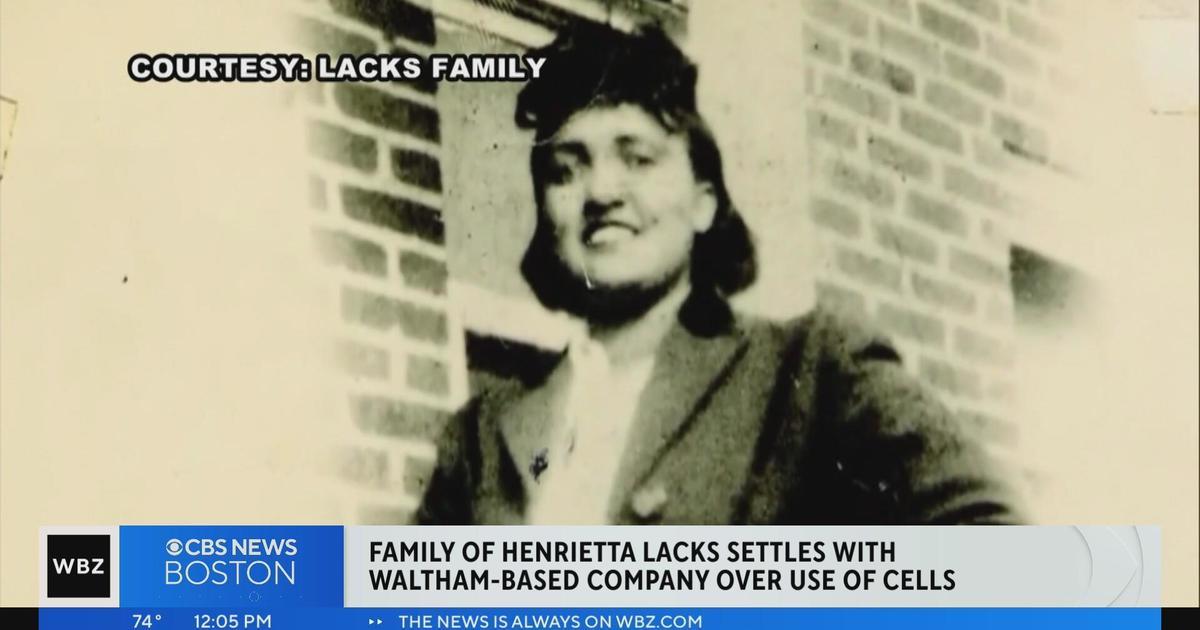 COURTESY: LACKS FAMILY
WBZ
CBS NEWS
BOSTON
FAMILY OF HENRIETTA LACKS SETTLES WITH
WALTHAM-BASED COMPANY OVER USE OF CELLS
74° 12:05 PM THE NEWS IS ALWAYS ON WBZ.COM